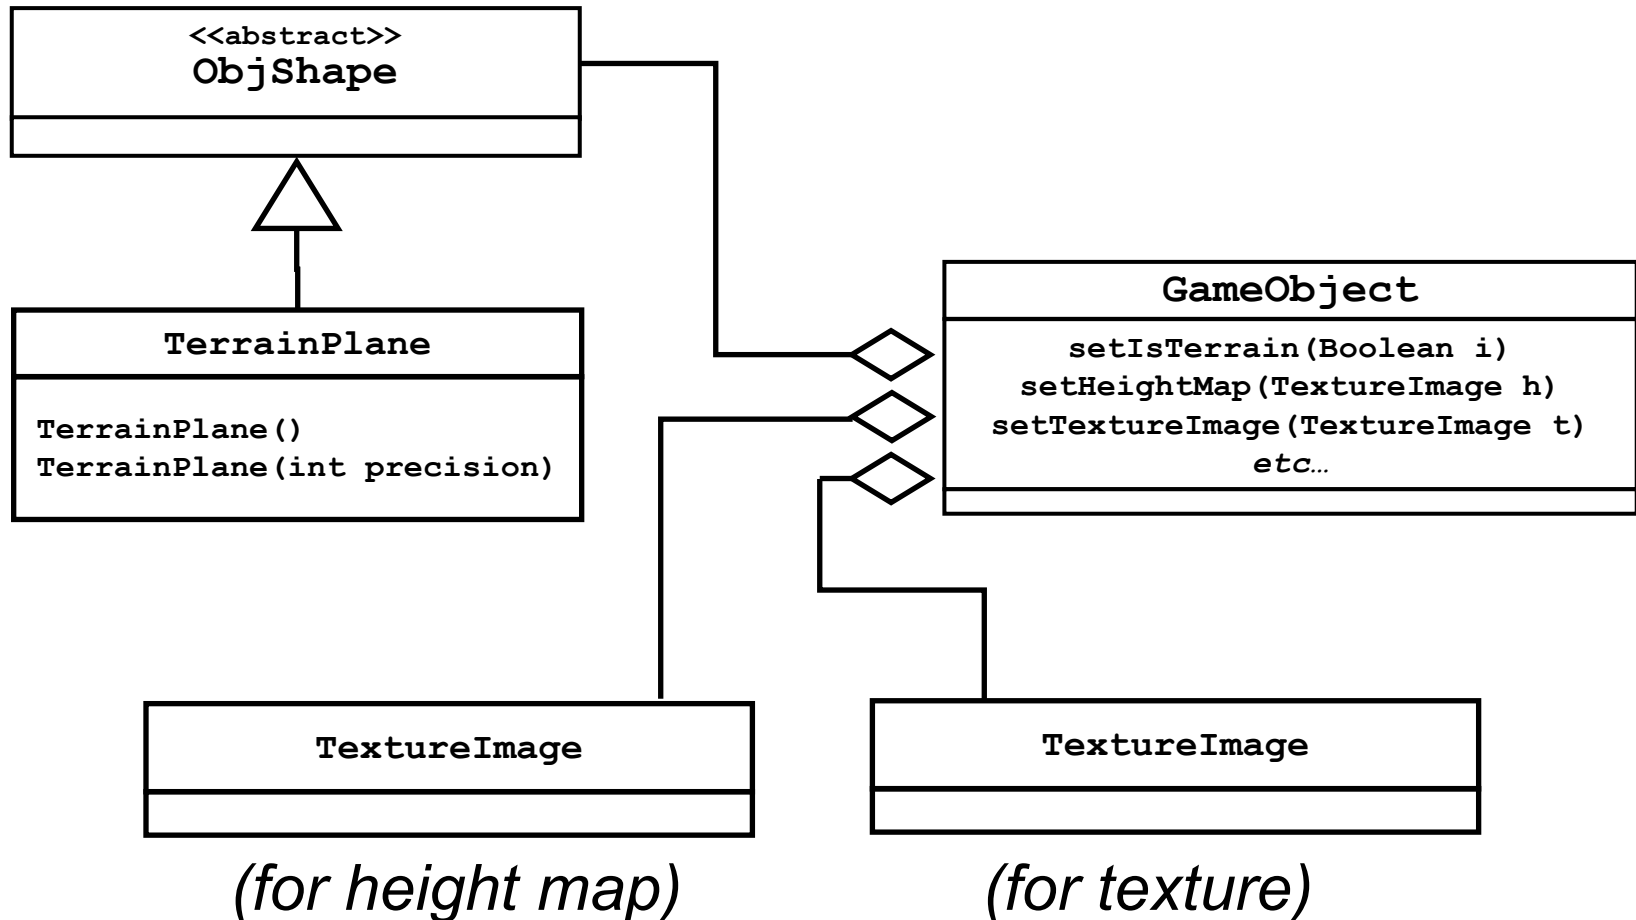 <<abstract>>
ObjShape
GameObject
setIsTerrain(Boolean i)
setHeightMap(TextureImage h)
setTextureImage(TextureImage t)
etc…
TerrainPlane
TerrainPlane()
TerrainPlane(int precision)
TextureImage
(for height map)
TextureImage
(for texture)